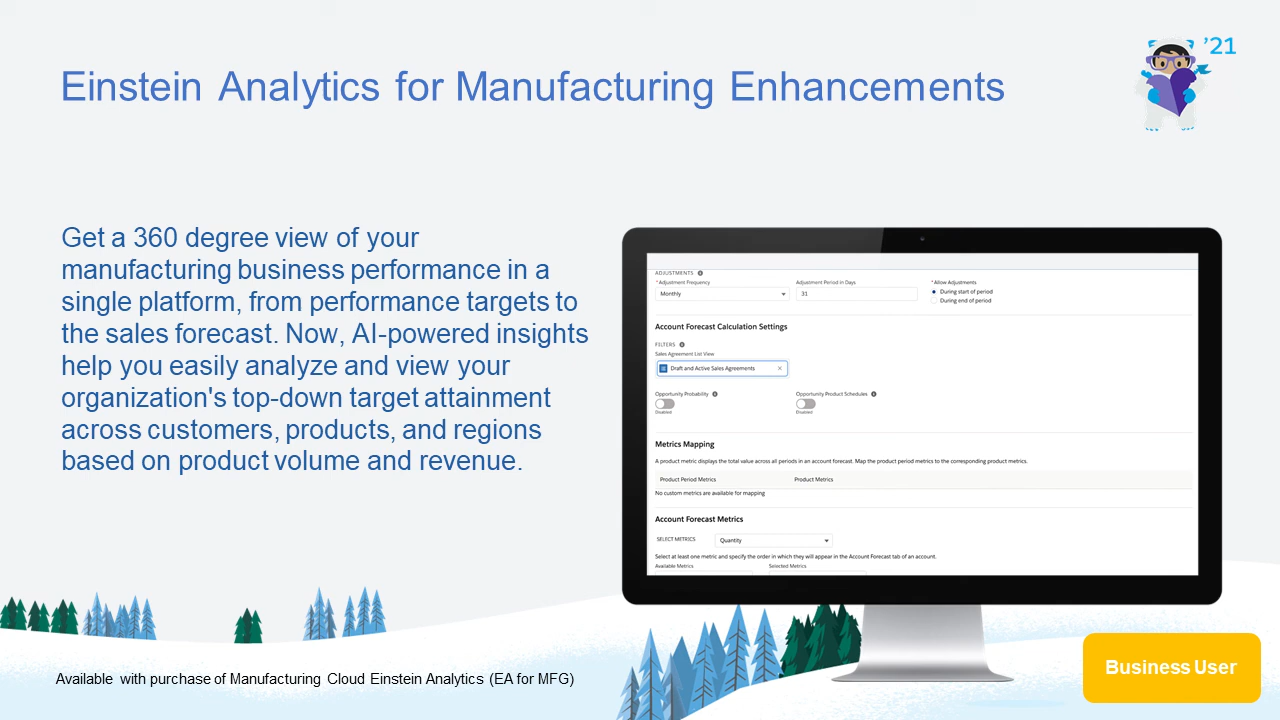 '21
Einstein Analytics for Manufacturing Enhancements
Get a 360 degree view of your
manufacturing business performance in a
single platform, from performance targets to
the sales forecast. Now, AI-powered insights
help you easily analyze and view your
organization's top-down target attainment
across customers, products, and regions
based on product volume and revenue.
ADJUSTMENTS
* Adjustment Frequency
Adjustment Period in Days
* Allow Adjustments
Monthly
31
During start of period
During end of period
Account Forecast Calculation Settings
FILTERS
Sales Agreement List View
Draft and Active Sales Agreements
Opportunity Probability
Opportunity Product Schedules
Disabled
Disabled
Metrics Mapping
A product metric displays the total value across all periods in an account forecast. Map the product period metrics to the corresponding product metrics.
Product Period Metrics
Product Metrics
No custom metrics are available for mapping
Account Forecast Metrics
SELECT METRICS
Quantity
Select at least one metric and specify the order in which they will appear in the Account Forecast tab of an account.
Available Metrics
Selected Metrics
Available with purchase of Manufacturing Cloud Einstein Analytics (EA for MFG)
Business User